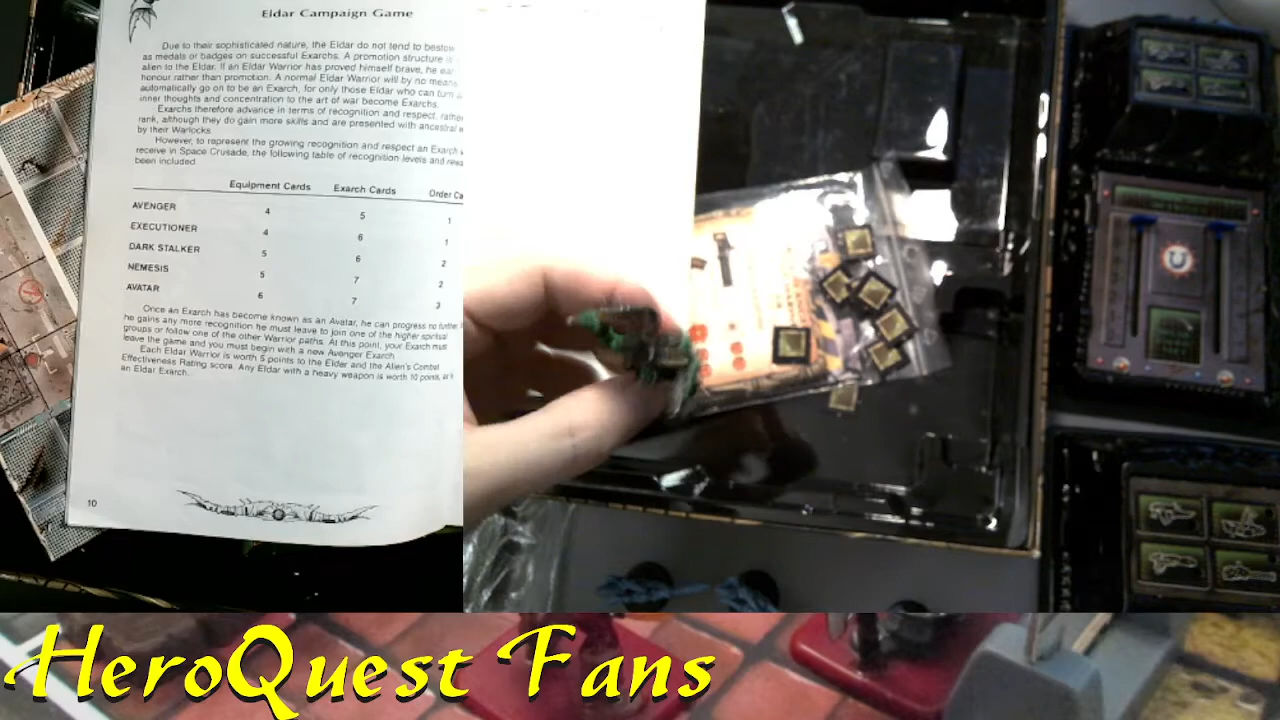 Eldar Campaign Game
Due to their sophisticated nature, the Eldar do not tend to bestow
as medals or badges on successful Exarchs. A promotion structure is
alien to the Eldar. If an Eldar Warrior has proved himself brave, he
honour rather than promotion. A normal Eldar Warrior will by no means
automatically go on to be an Exarch, for only those Eldar who can turn
inner thoughts and concentration to the art of war become Exarchs.
Exarchs therefore advance in terms of recognition and respect, rather
rank, although they do gain more skills and are presented with ancestral
by their Warlocks.
However, to represent the growing recognition and respect an Exarch
receive in Space Crusade, the following table of recognition levels and
been included.
Equipment Cards Exarch Cards Order Ca
AVENGER 4 5 1
EXECUTIONER 4 6 1
DARK STALKER 5 6 2
NEMESIS 5 7 2
AVATAR 6 7 3
Once an Exarch has become known as an Avatar, he can progress no further.
he gains any more recognition he must leave to join one of the higher spiritual
groups or follow one of the other Warrior paths. At this point, your Exarch must
leave the game and you must begin with a new Avenger Exarch.
Each Eldar Warrior is worth 5 points to the Elder and the Alien's Combat
Effectiveness Rating score. Any Eldar with a heavy weapon is worth 10 points, as is
an Eldar Exarch.
10
HeroQuest Fans